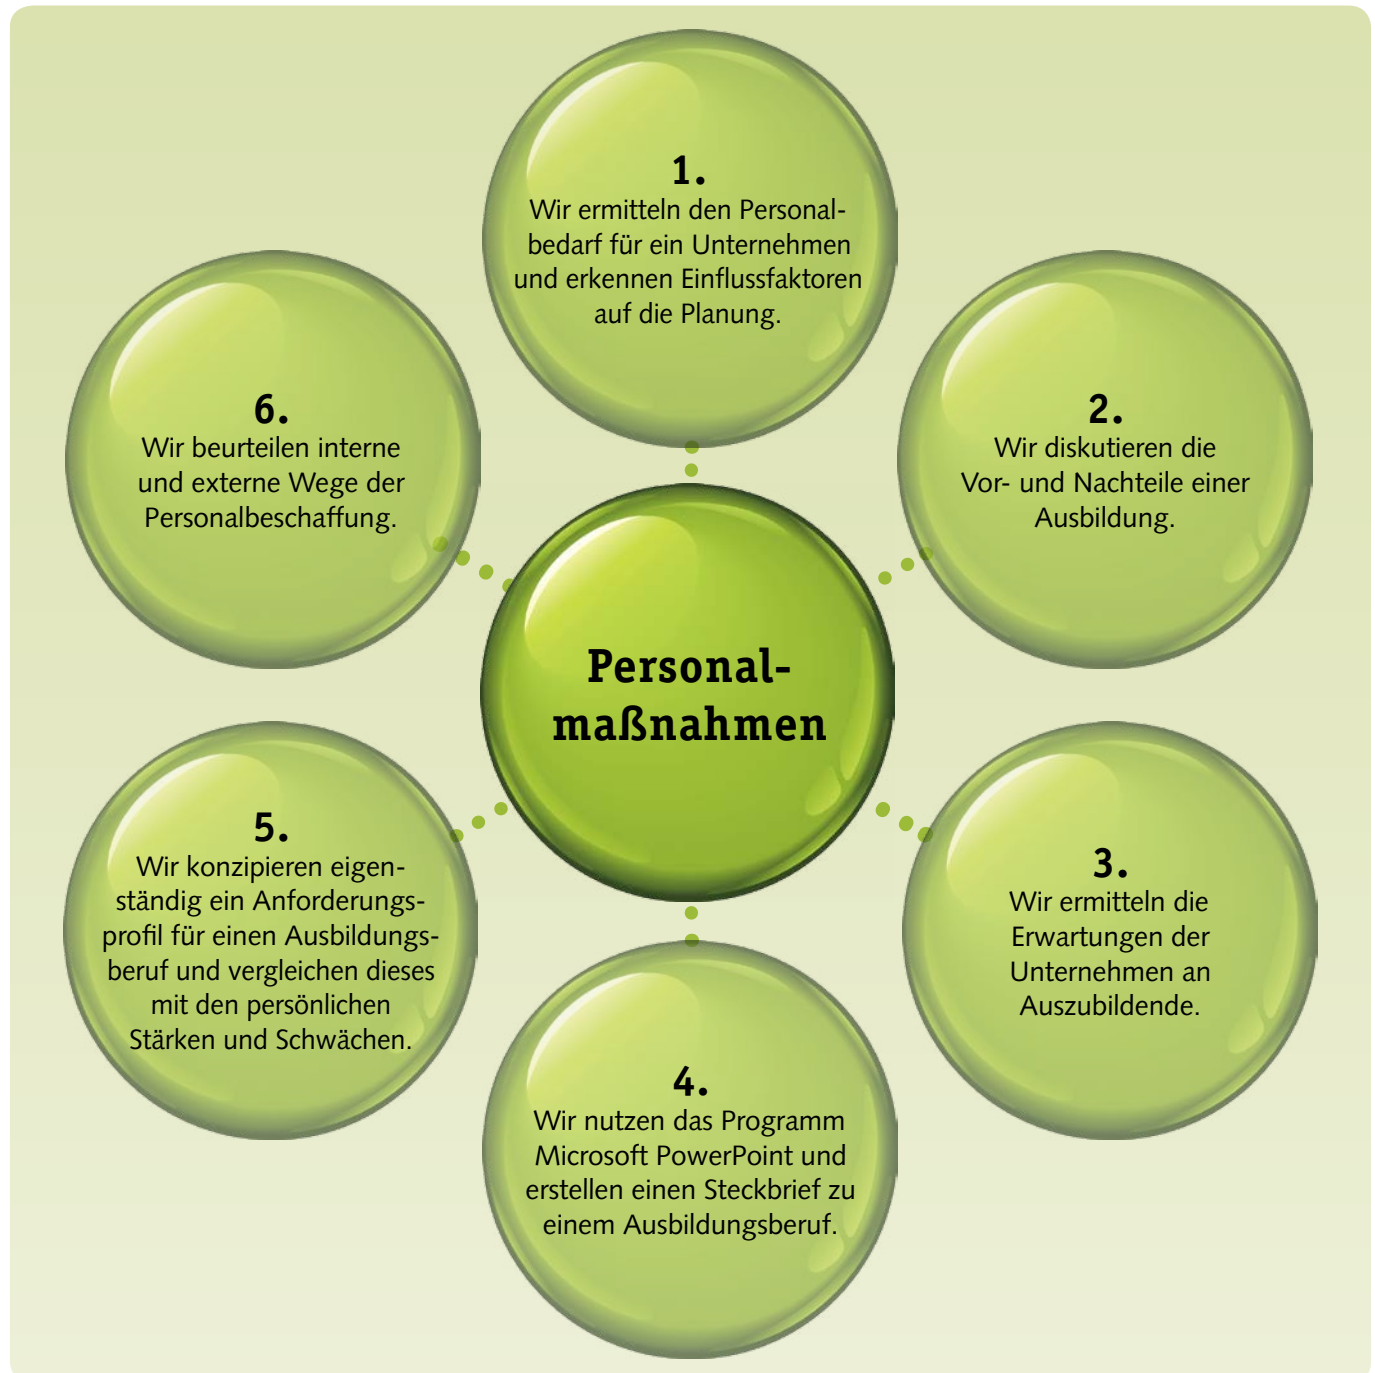 1.
Wir ermitteln den Personal-
bedarf für ein Unternehmen
und erkennen Einflussfaktoren
auf die Planung.
2.
Wir diskutieren die
Vor- und Nachteile einer
Ausbildung.
3.
Wir ermitteln die
Erwartungen der
Unternehmen an
Auszubildende.
4.
Wir nutzen das Programm
Microsoft PowerPoint und
erstellen einen Steckbrief zu
einem Ausbildungsberuf.
5.
Wir konzipieren eigen-
ständig ein Anforderungs-
profil für einen Ausbildungs-
beruf und vergleichen dieses
mit den persönlichen
Stärken und Schwächen.
6.
Wir beurteilen interne
und externe Wege der
Personalbeschaffung.
Personal-
maßnahmen